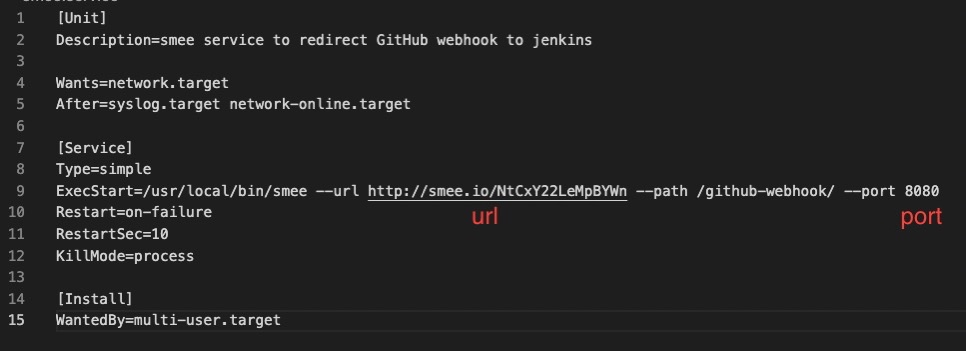 1 [Unit]
2 Description=smee service to redirect GitHub webhook to jenkins
3
4 Wants=network.target
5 After=syslog.target network-online.target
6
7 [Service]
8 Type=simple
9 ExecStart=/usr/local/bin/smee --url http://smee.io/NtCxY22LeMpBYWn --path /github-webhook/ --port 8080
url port
10 Restart=on-failure
11 RestartSec=10
12 KillMode=process
13
14 [Install]
15 WantedBy=multi-user.target